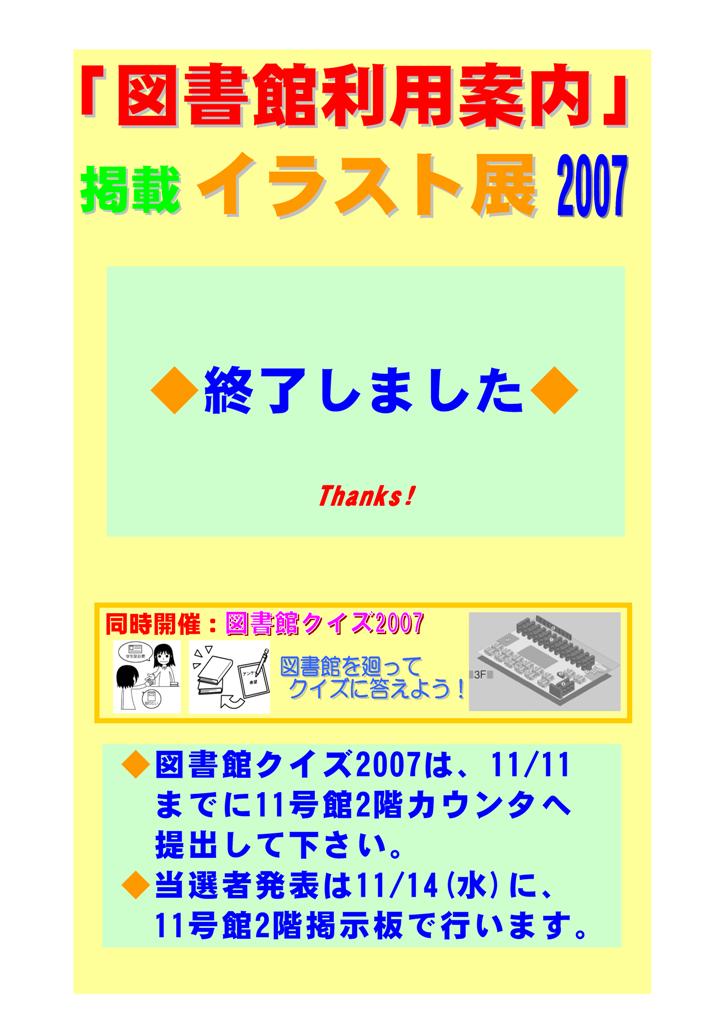 「図書館利用案内」
掲載 イラスト展 2007
◆終了しました◆
Thanks!
同時開催：図書館クイズ2007
図書館を廻って
クイズに答えよう！
3F
◆図書館クイズ2007は、11/11
までに11号館2階カウンタへ
提出して下さい。
◆当選者発表は11/14(水)に、
11号館2階掲示板で行います。